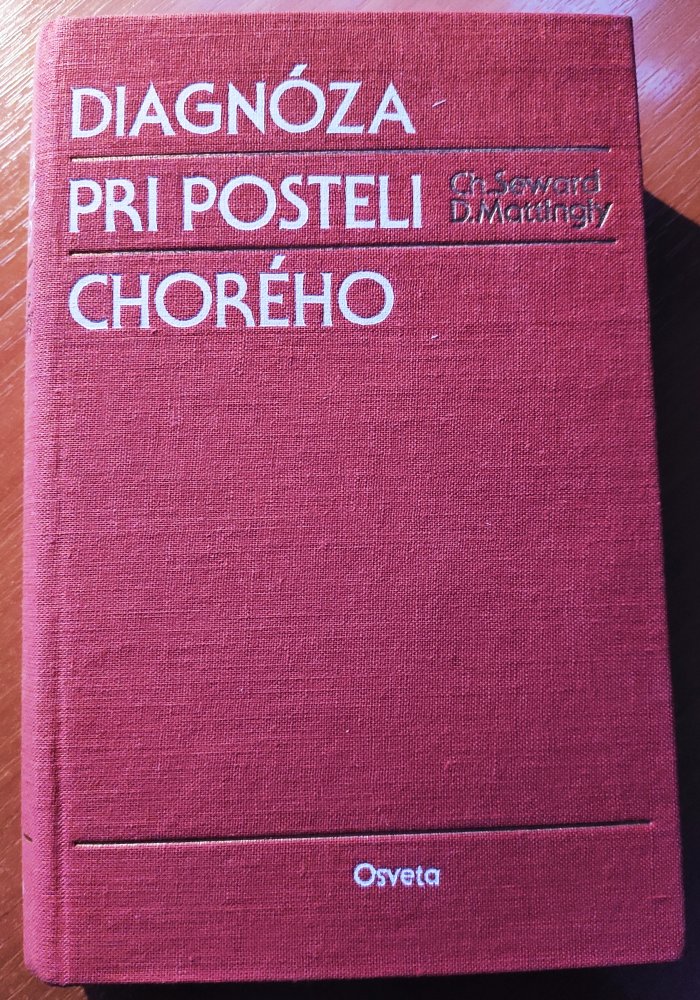 DIAGNÓZA
PRI POSTELI
Ch. Seward
D. Mattingly
CHORÉHO
Osveta